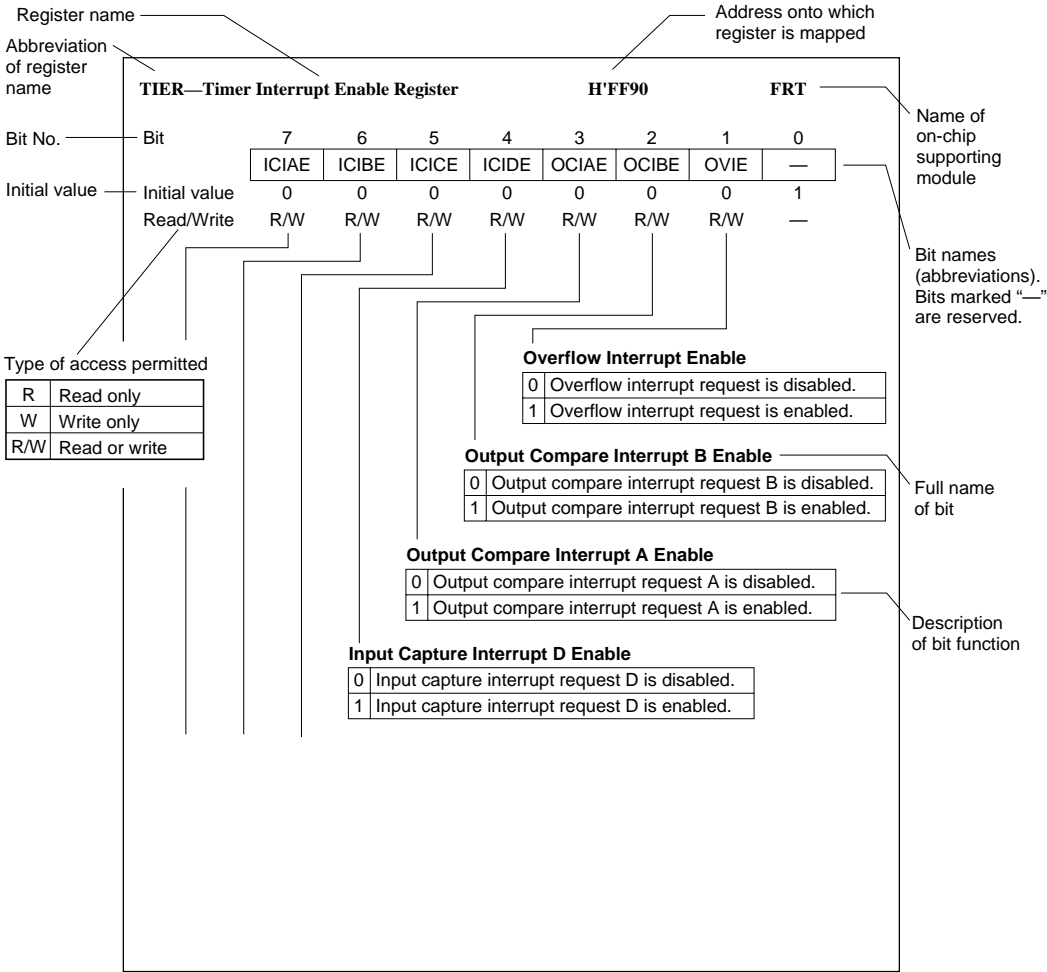 Register name
Address onto which
register is mapped
Abbreviation
of register
name
TIER—Timer Interrupt Enable Register H'FF90 FRT
Name of
on-chip
supporting
module
Bit No. Bit 7 6 5 4 3 2 1 0
ICIAE ICIBE ICICE ICIDE OCIAE OCIBE OVIE —
Initial value Initial value 0 0 0 0 0 0 0 1
Read/Write R/W R/W R/W R/W R/W R/W R/W —
Bit names
(abbreviations).
Bits marked “—”
are reserved.
Type of access permitted
R Read only
W Write only
R/W Read or write
Overflow Interrupt Enable
0 Overflow interrupt request is disabled.
1 Overflow interrupt request is enabled.
Output Compare Interrupt B Enable
0 Output compare interrupt request B is disabled.
1 Output compare interrupt request B is enabled.
Full name
of bit
Output Compare Interrupt A Enable
0 Output compare interrupt request A is disabled.
1 Output compare interrupt request A is enabled.
Description
of bit function
Input Capture Interrupt D Enable
0 Input capture interrupt request D is disabled.
1 Input capture interrupt request D is enabled.